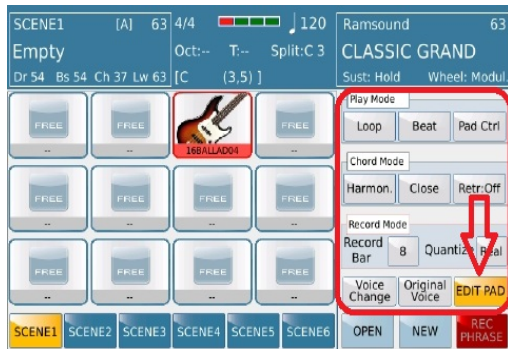 SCENE1 [A] 63 4/4 120 Ramsound 63
Empty Oct:-- T:-- Split:C 3 CLASSIC GRAND
Dr 54 Bs 54 Ch 37 Lw 63 [C (3,5) ] Sust: Hold Wheel: Modul.
Play Mode
FREE FREE FREE Loop Beat Pad Ctrl
-- -- 16BALLAD04 --
Chord Mode
FREE FREE FREE FREE Harmon. Close Retr:Off
-- -- -- --
Record Mode
Record Bar 8 Quantize Real
FREE FREE FREE FREE
-- -- -- --
Voice Change Original Voice EDIT PAD
SCENE1 SCENE2 SCENE3 SCENE4 SCENE5 SCENE6 OPEN NEW REC PHRASE